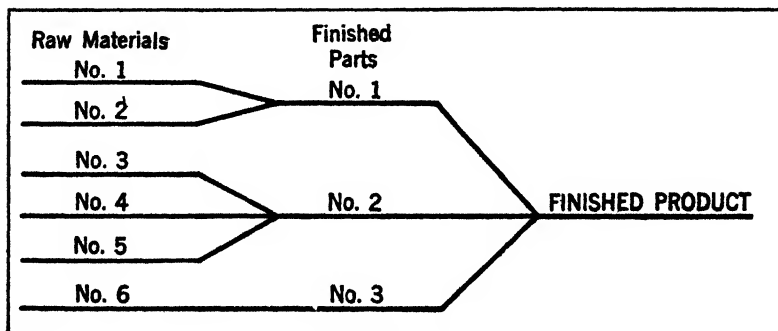 Raw Materials
Finished
Parts
No. 1
No. 1
No. 2
No. 3
No. 4
No. 2
FINISHED PRODUCT
No. 5
No. 6
No. 3